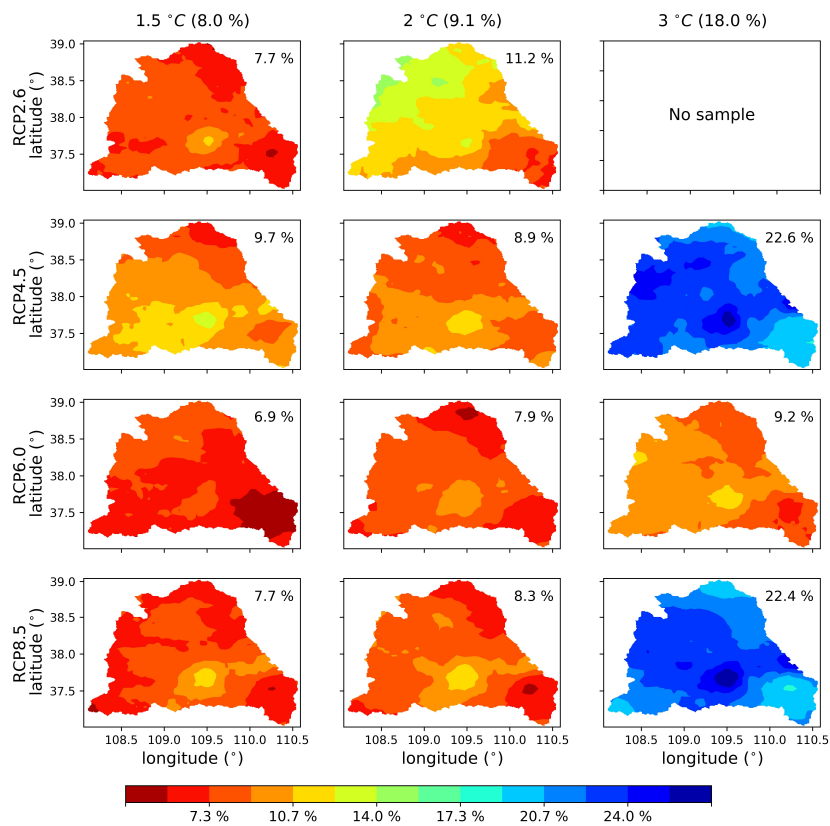 1.5 °C (8.0 %)
2 °C (9.1 %)
3 °C (18.0 %)
RCP2.6
latitude (°)
39.0
38.5
38.0
37.5
7.7 %
11.2 %
No sample
RCP4.5
latitude (°)
39.0
38.5
38.0
37.5
9.7 %
8.9 %
22.6 %
RCP6.0
latitude (°)
39.0
38.5
38.0
37.5
6.9 %
7.9 %
9.2 %
RCP8.5
latitude (°)
39.0
38.5
38.0
37.5
7.7 %
8.3 %
22.4 %
108.5 109.0 109.5 110.0 110.5
108.5 109.0 109.5 110.0 110.5
108.5 109.0 109.5 110.0 110.5
longitude (°)
longitude (°)
longitude (°)
7.3 % 10.7 % 14.0 % 17.3 % 20.7 % 24.0 %